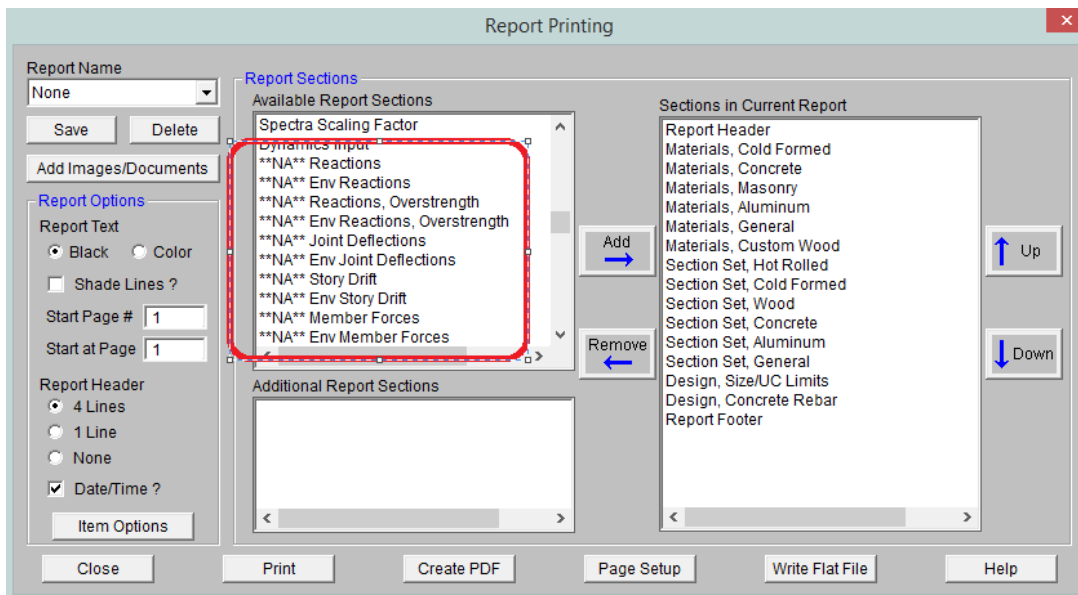 Report Printing
Report Name
None
Save
Delete
Add Images/Documents
Report Options
Report Text
Black
Color
Shade Lines ?
Start Page # 1
Start at Page 1
Report Header
4 Lines
1 Line
None
Date/Time ?
Item Options
Report Sections
Available Report Sections
Spectra Scaling Factor
Dynamics Input
**NA** Reactions
**NA** Env Reactions
**NA** Reactions, Overstrength
**NA** Env Reactions, Overstrength
**NA** Joint Deflections
**NA** Env Joint Deflections
**NA** Story Drift
**NA** Env Story Drift
**NA** Member Forces
**NA** Env Member Forces
Additional Report Sections
Add
Remove
Sections in Current Report
Report Header
Materials, Cold Formed
Materials, Concrete
Materials, Masonry
Materials, Aluminum
Materials, General
Materials, Custom Wood
Section Set, Hot Rolled
Section Set, Cold Formed
Section Set, Wood
Section Set, Concrete
Section Set, Aluminum
Section Set, General
Design, Size/UC Limits
Design, Concrete Rebar
Report Footer
Up
Down
Close
Print
Create PDF
Page Setup
Write Flat File
Help